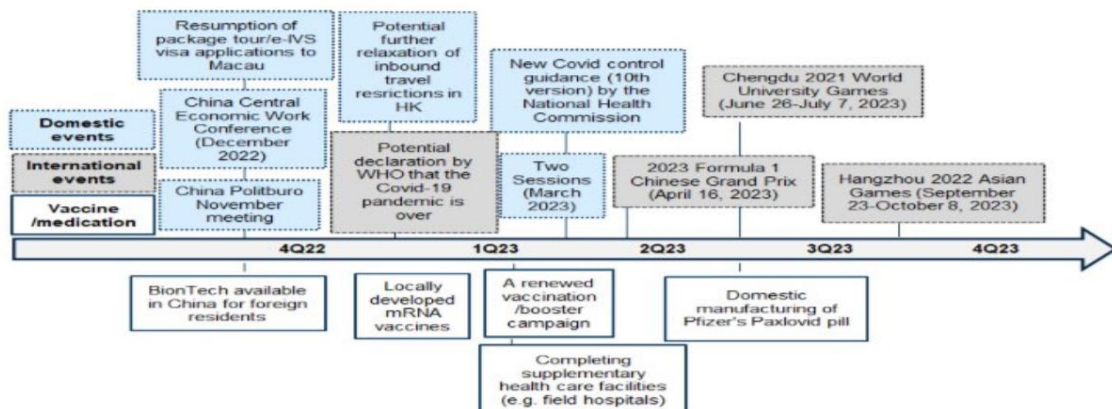 Resumption of
package tour/e-IVS
visa applications to
Macau
Potential
further
relaxation of
inbound
travel
resrictions in
HK
New Covid control
guidance (10th
version) by the
National Health
Commission
Chengdu 2021 World
University Games
(June 26-July 7, 2023)
Domestic
events
International
events
Vaccine
/medication
China Central
Economic Work
Conference
(December
2022)
China Politburo
November
meeting
Potential
declaration by
WHO that the
Covid-19
pandemic is
over
Two
Sessions
(March
2023)
2023 Formula 1
Chinese Grand Prix
(April 16, 2023)
Hangzhou 2022 Asian
Games (September
23-October 8, 2023)
4Q22 1Q23 2Q23 3Q23 4Q23
BionTech available
in China for foreign
residents
Locally
developed
mRNA
vaccines
A renewed
vaccination
/booster
campaign
Domestic
manufacturing of
Pfizer's Paxlovid pill
Completing
supplementary
health care facilities
(e.g. field hospitals)